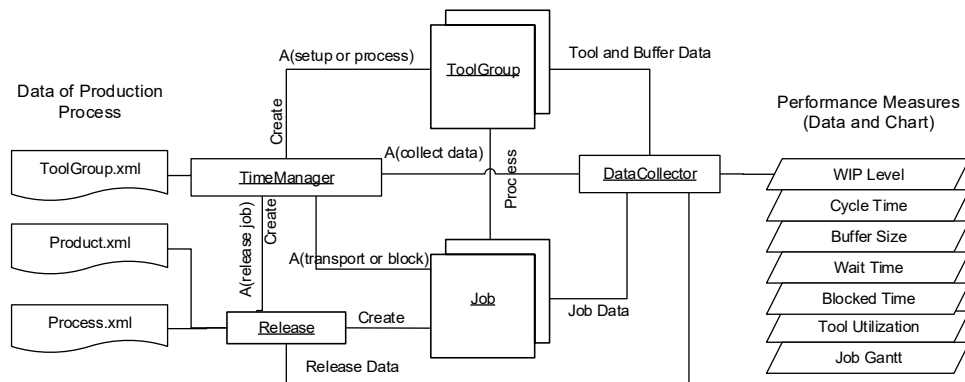 A(setup or process)
ToolGroup
Tool and Buffer Data
Data of Production
Process
Create
Performance Measures
(Data and Chart)
ToolGroup.xml
TimeManager
A(collect data)
Process
DataCollector
WIP Level
Cycle Time
Buffer Size
Wait Time
Blocked Time
Tool Utilization
Job Gantt
Product.xml
A(release job)
Create
A(transport or block)
Job
Process.xml
Release
Create
Job Data
Release Data